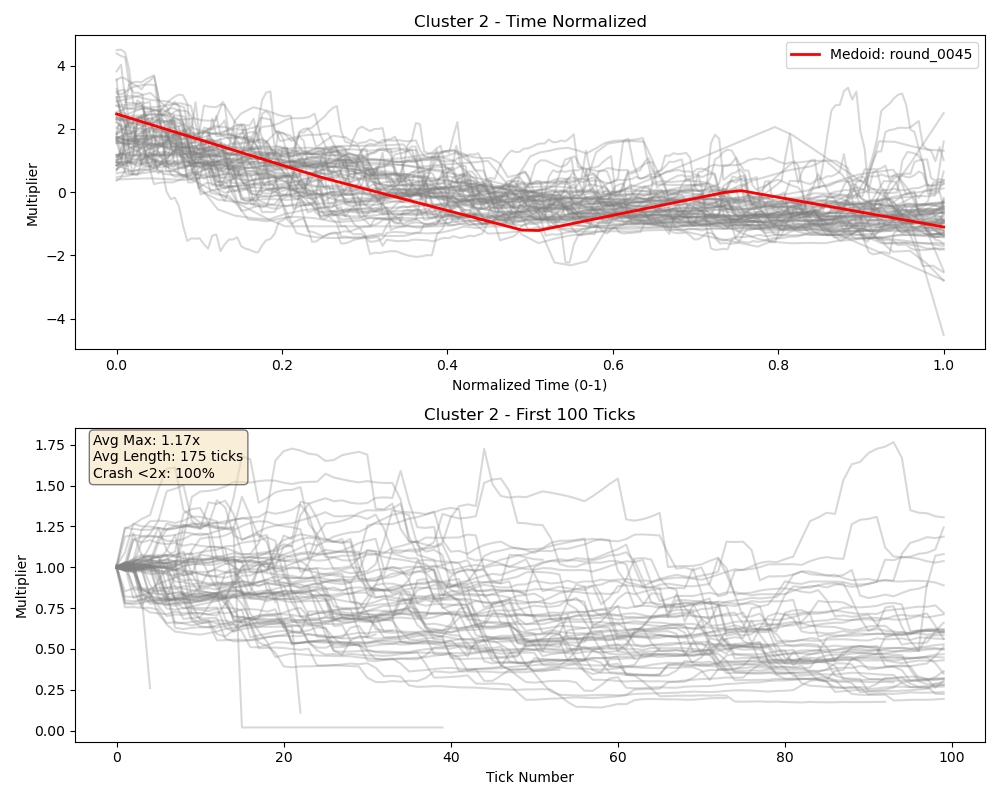 Cluster 2 - Time Normalized
Medoid: round_0045
4
2
0
−2
−4
Multiplier
0.0 0.2 0.4 0.6 0.8 1.0
Normalized Time (0-1)
Cluster 2 - First 100 Ticks
Avg Max: 1.17x
Avg Length: 175 ticks
Crash <2x: 100%
1.75
1.50
1.25
1.00
0.75
0.50
0.25
0.00
Multiplier
0 20 40 60 80 100
Tick Number